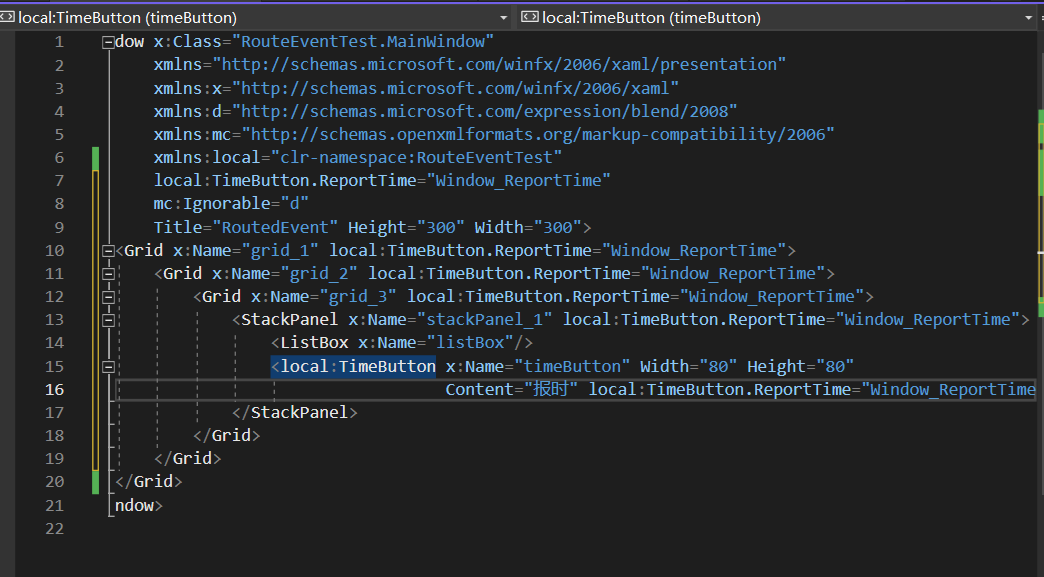 local:TimeButton (timeButton) local:TimeButton (timeButton)
1 dow x:Class="RouteEventTest.MainWindow"
2 xmlns="http://schemas.microsoft.com/winfx/2006/xaml/presentation"
3 xmlns:x="http://schemas.microsoft.com/winfx/2006/xaml"
4 xmlns:d="http://schemas.microsoft.com/expression/blend/2008"
5 xmlns:mc="http://schemas.openxmlformats.org/markup-compatibility/2006"
6 xmlns:local="clr-namespace:RouteEventTest"
7 local:TimeButton.ReportTime="Window_ReportTime"
8 mc:Ignorable="d"
9 Title="RoutedEvent" Height="300" Width="300">
10 <Grid x:Name="grid_1" local:TimeButton.ReportTime="Window_ReportTime">
11 <Grid x:Name="grid_2" local:TimeButton.ReportTime="Window_ReportTime">
12 <Grid x:Name="grid_3" local:TimeButton.ReportTime="Window_ReportTime">
13 <StackPanel x:Name="stackPanel_1" local:TimeButton.ReportTime="Window_ReportTime">
14 <ListBox x:Name="listBox"/>
15 <local:TimeButton x:Name="timeButton" Width="80" Height="80"
16 Content="报时" local:TimeButton.ReportTime="Window_ReportTime
17 </StackPanel>
18 </Grid>
19 </Grid>
20 </Grid>
21 ndow>
22